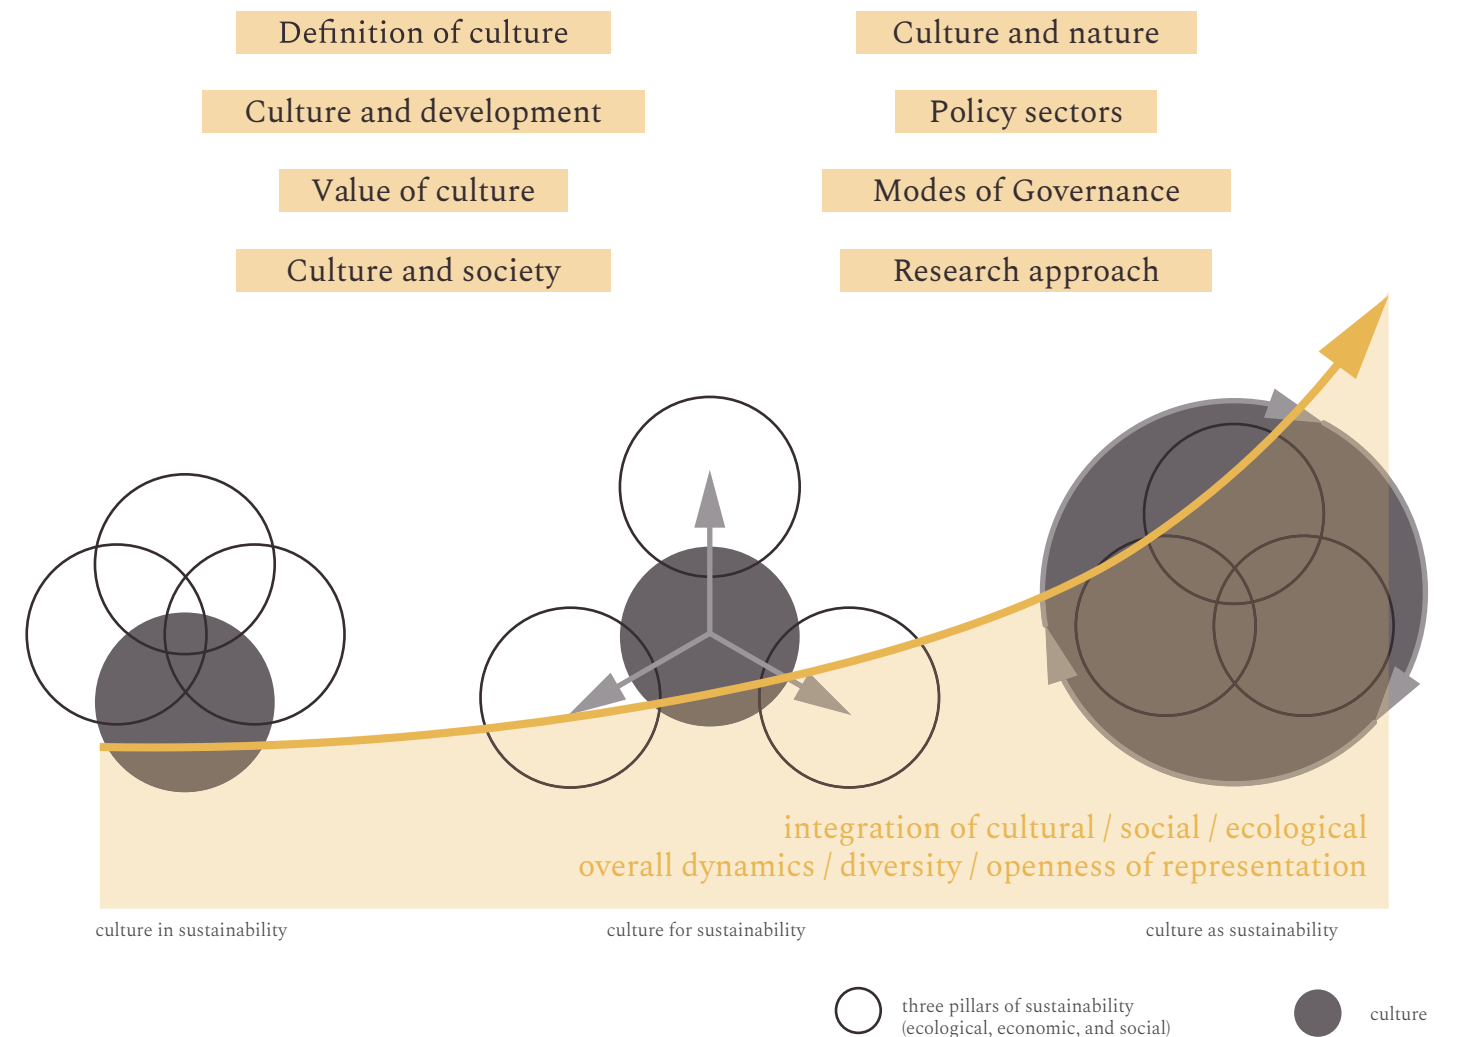 Definition of culture
Culture and development
Value of culture
Culture and society
Culture and nature
Policy sectors
Modes of Governance
Research approach
integration of cultural / social / ecological
overall dynamics / diversity / openness of representation
culture in sustainability
culture for sustainability
culture as sustainability
three pillars of sustainability
(ecological, economic, and social)
culture